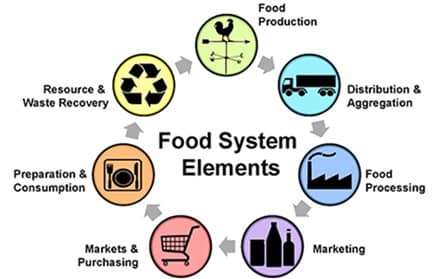 Food
Production
Distribution &
Aggregation
Food
Processing
Marketing
Markets &
Purchasing
Preparation &
Consumption
Resource &
Waste Recovery
Food System
Elements